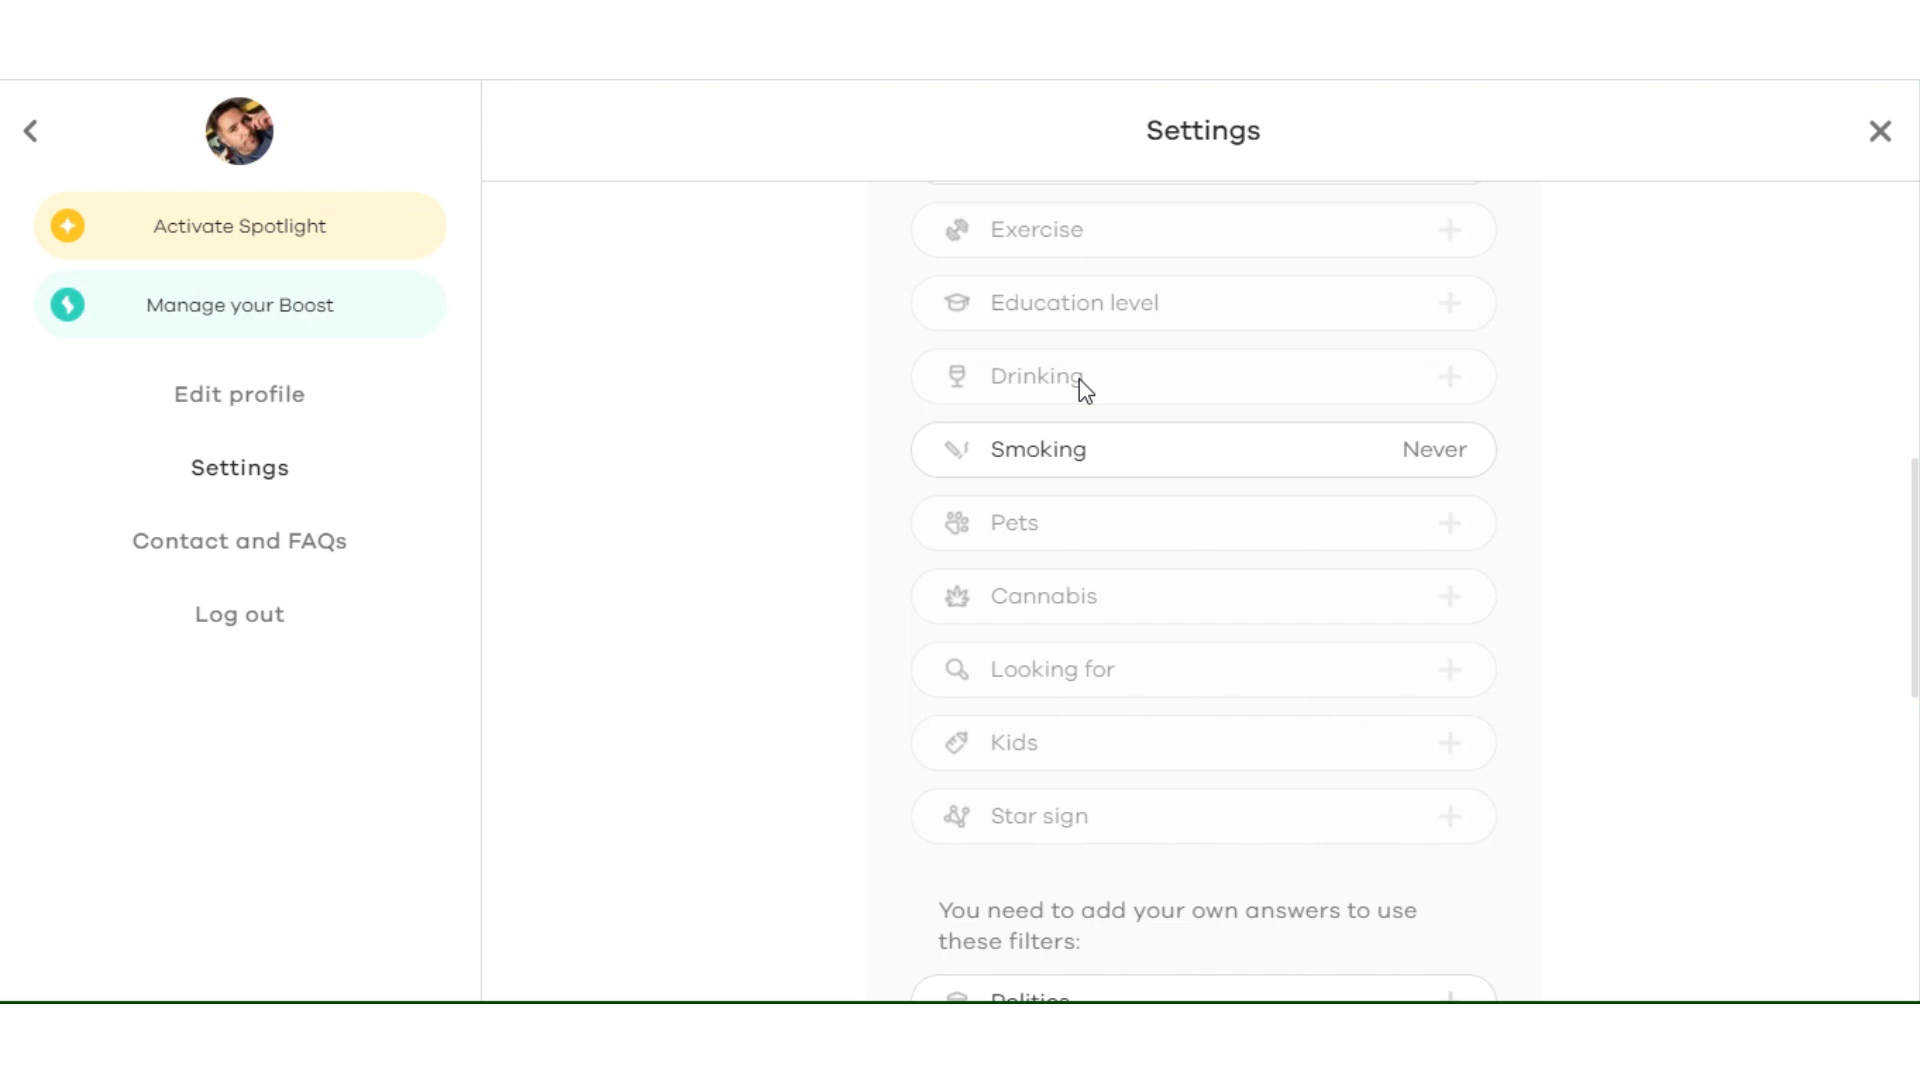 Activate Spotlight
Manage your Boost
Edit profile
Settings
Contact and FAQs
Log out
Settings
Exercise
Education level
Drinking
Smoking Never
Pets
Cannabis
Looking for
Kids
Star sign
You need to add your own answers to use
these filters:
Politics